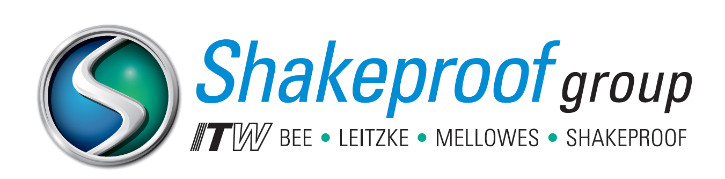 Shakeproof group
ITW BEE • LEITZKE • MELLOWES • SHAKEPROOF